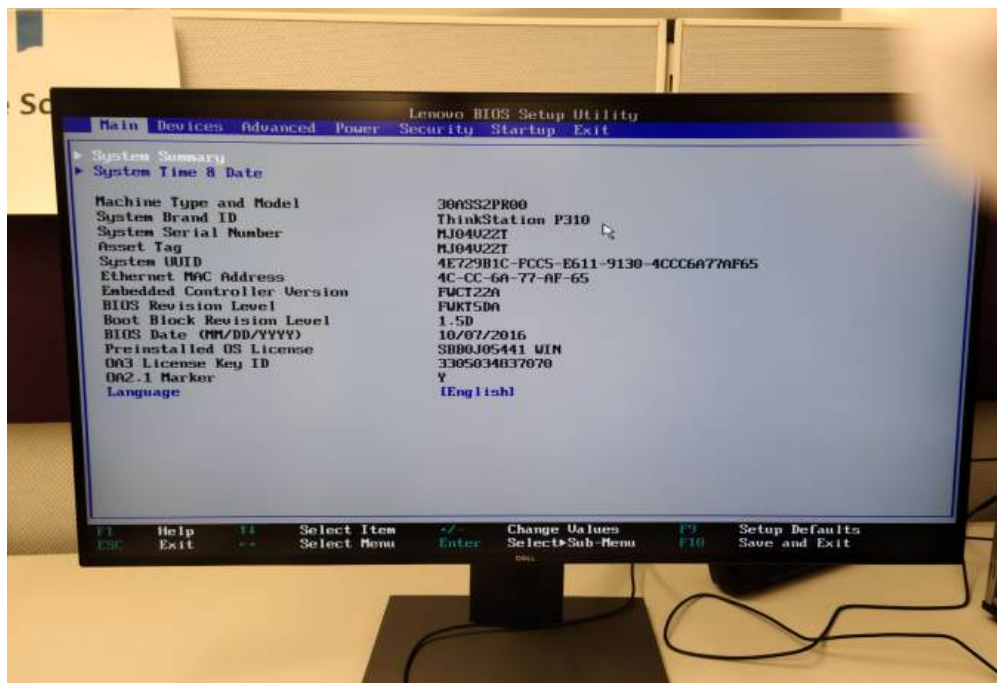 Sc
Lenovo BIOS Setup Utility
Main Devices Advanced Power Security Startup Exit
System Summary
System Time & Date
Machine Type and Model 30ASS2PR00
System Brand ID ThinkStation P310
System Serial Number MJ04V22T
Asset Tag MJ04V22T
System UUID 4E729B1C-FCC5-E611-9130-4CCC6A77AF65
Ethernet MAC Address 4C-CC-6A-77-AF-65
Embedded Controller Version FWCT22A
BIOS Revision Level FWKT5DA
Boot Block Revision Level 1.5D
BIOS Date (MM/DD/YYYY) 10/07/2016
Preinstalled OS License SBB0J05441 WIN
OA3 License Key ID 3305034837070
OA2.1 Marker Y
Language [English]
F1 Help ↑↓ Select Item +/- Change Values F9 Setup Defaults
ESC Exit ←→ Select Menu Enter Select▶Sub-Menu F10 Save and Exit
DELL